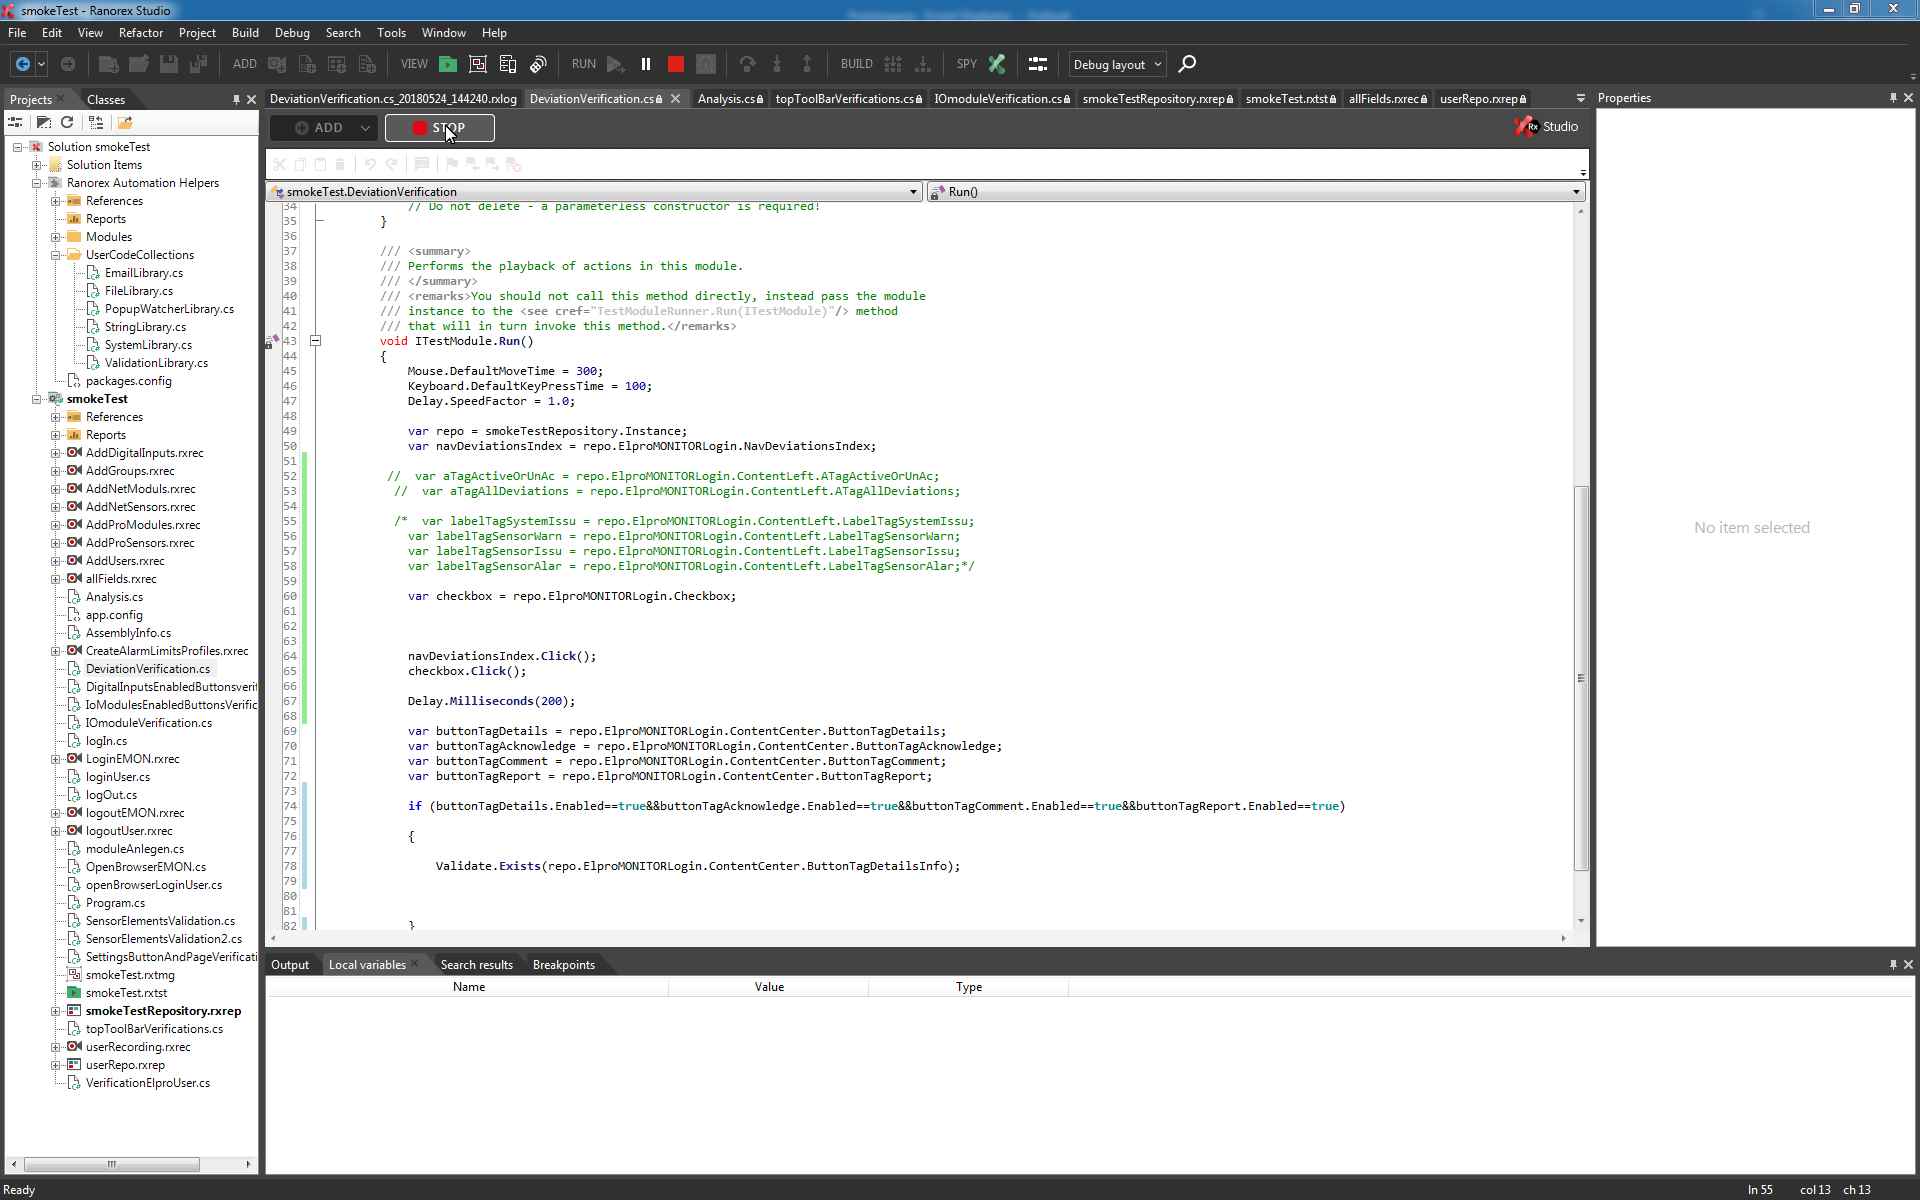 smokeTest - Ranorex Studio
File Edit View Refactor Project Build Debug Search Tools Window Help
ADD VIEW RUN BUILD SPY Debug layout
Projects Classes
DeviationVerification.cs_20180524_144240.rxlog DeviationVerification.cs Analysis.cs topToolBarVerifications.cs IOmoduleVerification.cs smokeTestRepository.rxrep smokeTest.rxtst allFields.rxrec userRepo.rxrep
Properties
ADD STOP
Rx Studio
smokeTest.DeviationVerification
Run()
Solution smokeTest
Solution Items
Ranorex Automation Helpers
References
Reports
Modules
UserCodeCollections
EmailLibrary.cs
FileLibrary.cs
PopupWatcherLibrary.cs
StringLibrary.cs
SystemLibrary.cs
ValidationLibrary.cs
packages.config
smokeTest
References
Reports
AddDigitalInputs.rxrec
AddGroups.rxrec
AddNetModuls.rxrec
AddNetSensors.rxrec
AddProModules.rxrec
AddProSensors.rxrec
AddUsers.rxrec
allFields.rxrec
Analysis.cs
app.config
AssemblyInfo.cs
CreateAlarmLimitsProfiles.rxrec
DeviationVerification.cs
DigitalInputsEnabledButtonsverit
IoModulesEnabledButtonsVerific
IOmoduleVerification.cs
logIn.cs
LoginEMON.rxrec
loginUser.cs
logOut.cs
logoutEMON.rxrec
logoutUser.rxrec
moduleAnlegen.cs
OpenBrowserEMON.cs
openBrowserLoginUser.cs
Program.cs
SensorElementsValidation.cs
SensorElementsValidation2.cs
SettingsButtonAndPageVerificati
smokeTest.rxtmg
smokeTest.rxtst
smokeTestRepository.rxrep
topToolBarVerifications.cs
userRecording.rxrec
userRepo.rxrep
VerificationElproUser.cs
34 // Do not delete - a parameterless constructor is required!
35 }
36
37 /// <summary>
38 /// Performs the playback of actions in this module.
39 /// </summary>
40 /// <remarks>You should not call this method directly, instead pass the module
41 /// instance to the <see cref="TestModuleRunner.Run(ITestModule)"/> method
42 /// that will in turn invoke this method.</remarks>
43 void ITestModule.Run()
44 {
45 Mouse.DefaultMoveTime = 300;
46 Keyboard.DefaultKeyPressTime = 100;
47 Delay.SpeedFactor = 1.0;
48
49 var repo = smokeTestRepository.Instance;
50 var navDeviationsIndex = repo.ElproMONITORLogin.NavDeviationsIndex;
51
52 // var aTagActiveOrUnAc = repo.ElproMONITORLogin.ContentLeft.ATagActiveOrUnAc;
53 // var aTagAllDeviations = repo.ElproMONITORLogin.ContentLeft.ATagAllDeviations;
54
55 /* var labelTagSystemIssu = repo.ElproMONITORLogin.ContentLeft.LabelTagSystemIssu;
56 var labelTagSensorWarn = repo.ElproMONITORLogin.ContentLeft.LabelTagSensorWarn;
57 var labelTagSensorIssu = repo.ElproMONITORLogin.ContentLeft.LabelTagSensorIssu;
58 var labelTagSensorAlar = repo.ElproMONITORLogin.ContentLeft.LabelTagSensorAlar;*/
59
60 var checkbox = repo.ElproMONITORLogin.Checkbox;
61
62
63
64 navDeviationsIndex.Click();
65 checkbox.Click();
66
67 Delay.Milliseconds(200);
68
69 var buttonTagDetails = repo.ElproMONITORLogin.ContentCenter.ButtonTagDetails;
70 var buttonTagAcknowledge = repo.ElproMONITORLogin.ContentCenter.ButtonTagAcknowledge;
71 var buttonTagComment = repo.ElproMONITORLogin.ContentCenter.ButtonTagComment;
72 var buttonTagReport = repo.ElproMONITORLogin.ContentCenter.ButtonTagReport;
73
74 if (buttonTagDetails.Enabled==true&&buttonTagAcknowledge.Enabled==true&&buttonTagComment.Enabled==true&&buttonTagReport.Enabled==true)
75
76 {
77
78 Validate.Exists(repo.ElproMONITORLogin.ContentCenter.ButtonTagDetailsInfo);
79
80
81
82 }
No item selected
Output Local variables Search results Breakpoints
Name Value Type
Ready
ln 55 col 13 ch 13